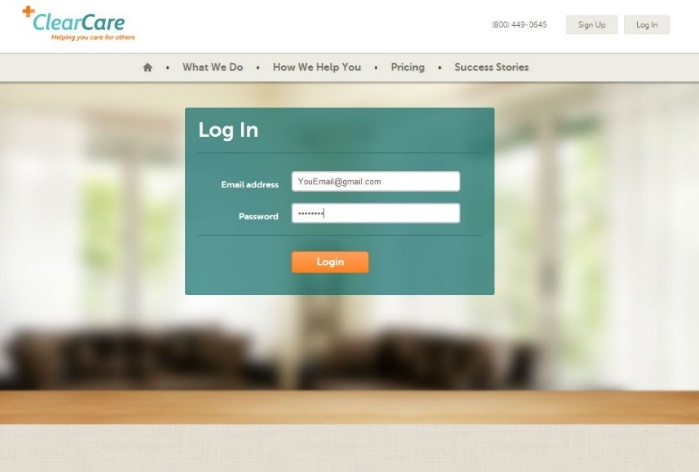 ClearCare
Helping you care for others
(800) 449-0645
Sign Up
Log In
What We Do • How We Help You • Pricing • Success Stories
Log In
Email address
YouEmail@gmail.com
Password
••••••••
Login